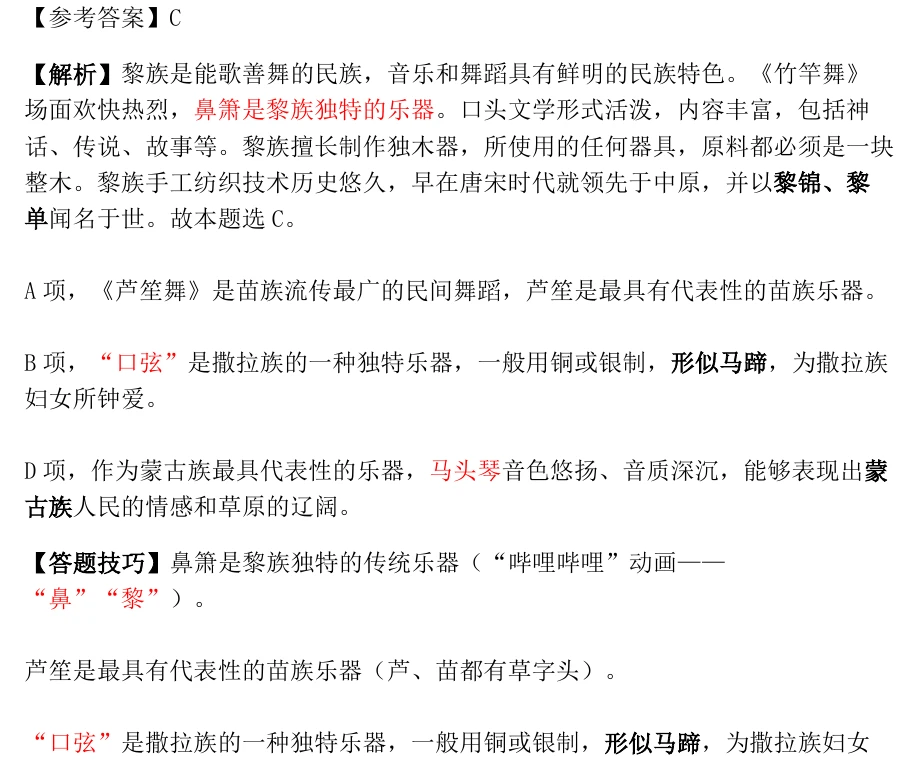 【参考答案】C
【解析】黎族是能歌善舞的民族，音乐和舞蹈具有鲜明的民族特色。《竹竿舞》
场面欢快热烈，鼻箫是黎族独特的乐器。口头文学形式活泼，内容丰富，包括神
话、传说、故事等。黎族擅长制作独木器，所使用的任何器具，原料都必须是一块
整木。黎族手工纺织技术历史悠久，早在唐宋时代就领先于中原，并以黎锦、黎
单闻名于世。故本题选 C。
A 项，《芦笙舞》是苗族流传最广的民间舞蹈，芦笙是最具有代表性的苗族乐器。
B 项，“口弦”是撒拉族的一种独特乐器，一般用铜或银制，形似马蹄，为撒拉族
妇女所钟爱。
D 项，作为蒙古族最具代表性的乐器，马头琴音色悠扬、音质深沉，能够表现出蒙
古族人民的情感和草原的辽阔。
【答题技巧】鼻箫是黎族独特的传统乐器（“哔哩哔哩”动画——
“鼻”“黎”）。
芦笙是最具有代表性的苗族乐器（芦、苗都有草字头）。
“口弦”是撒拉族的一种独特乐器，一般用铜或银制，形似马蹄，为撒拉族妇女